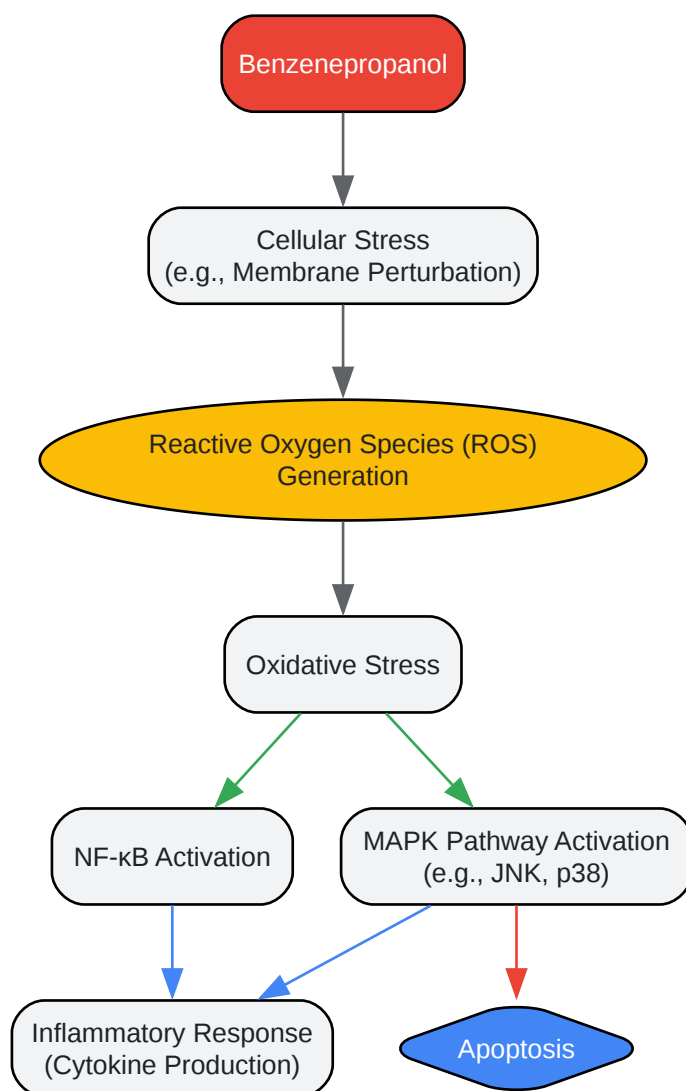 Benzenepropanol
Cellular Stress
(e.g., Membrane Perturbation)
Reactive Oxygen Species (ROS)
Generation
Oxidative Stress
NF-κB Activation
MAPK Pathway Activation
(e.g., JNK, p38)
Inflammatory Response
(Cytokine Production)
Apoptosis